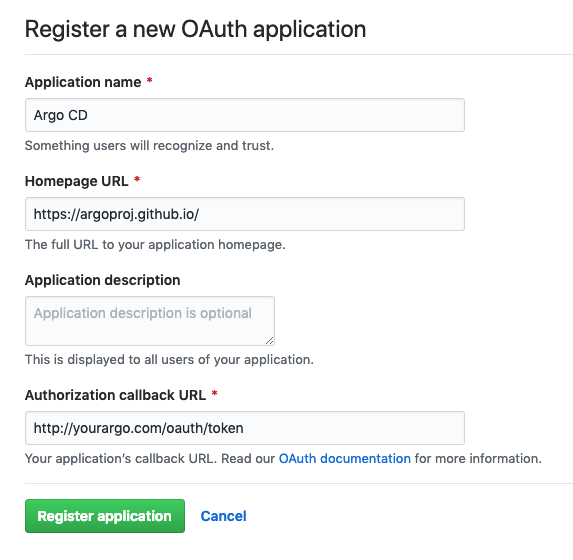 Register a new OAuth application
Application name *
Argo CD
Something users will recognize and trust.
Homepage URL *
https://argoproj.github.io/
The full URL to your application homepage.
Application description
Application description is optional
This is displayed to all users of your application.
Authorization callback URL *
http://yourargo.com/oauth/token
Your application's callback URL. Read our OAuth documentation for more information.
Register application Cancel